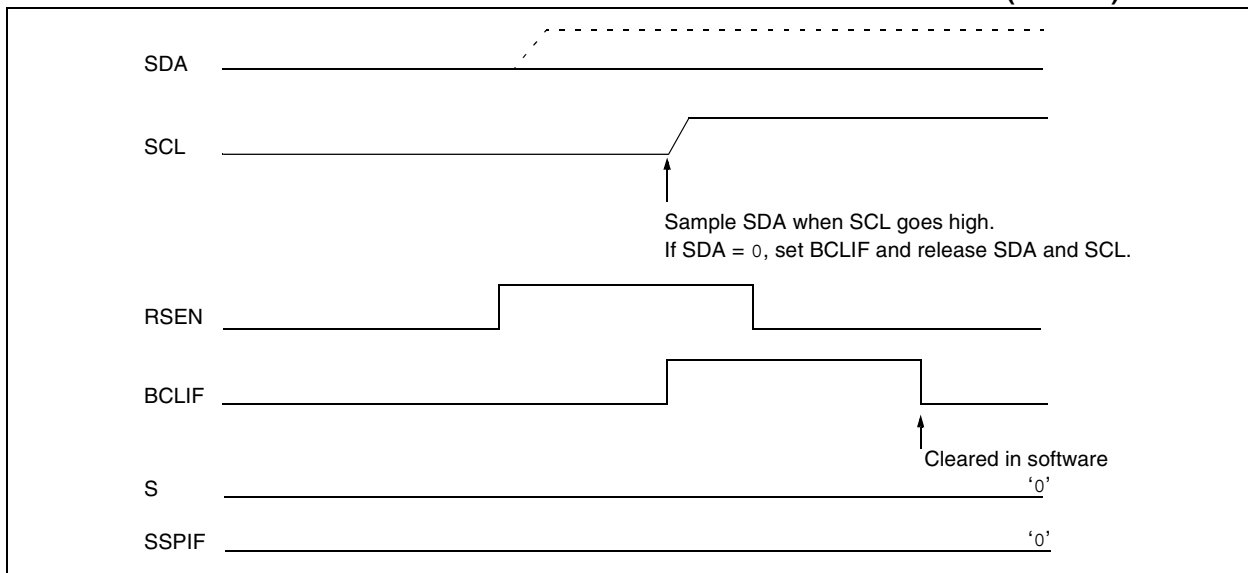 SDA
SCL
Sample SDA when SCL goes high.
If SDA = 0, set BCLIF and release SDA and SCL.
RSEN
BCLIF
Cleared in software
S
‘0’
SSPIF
‘0’